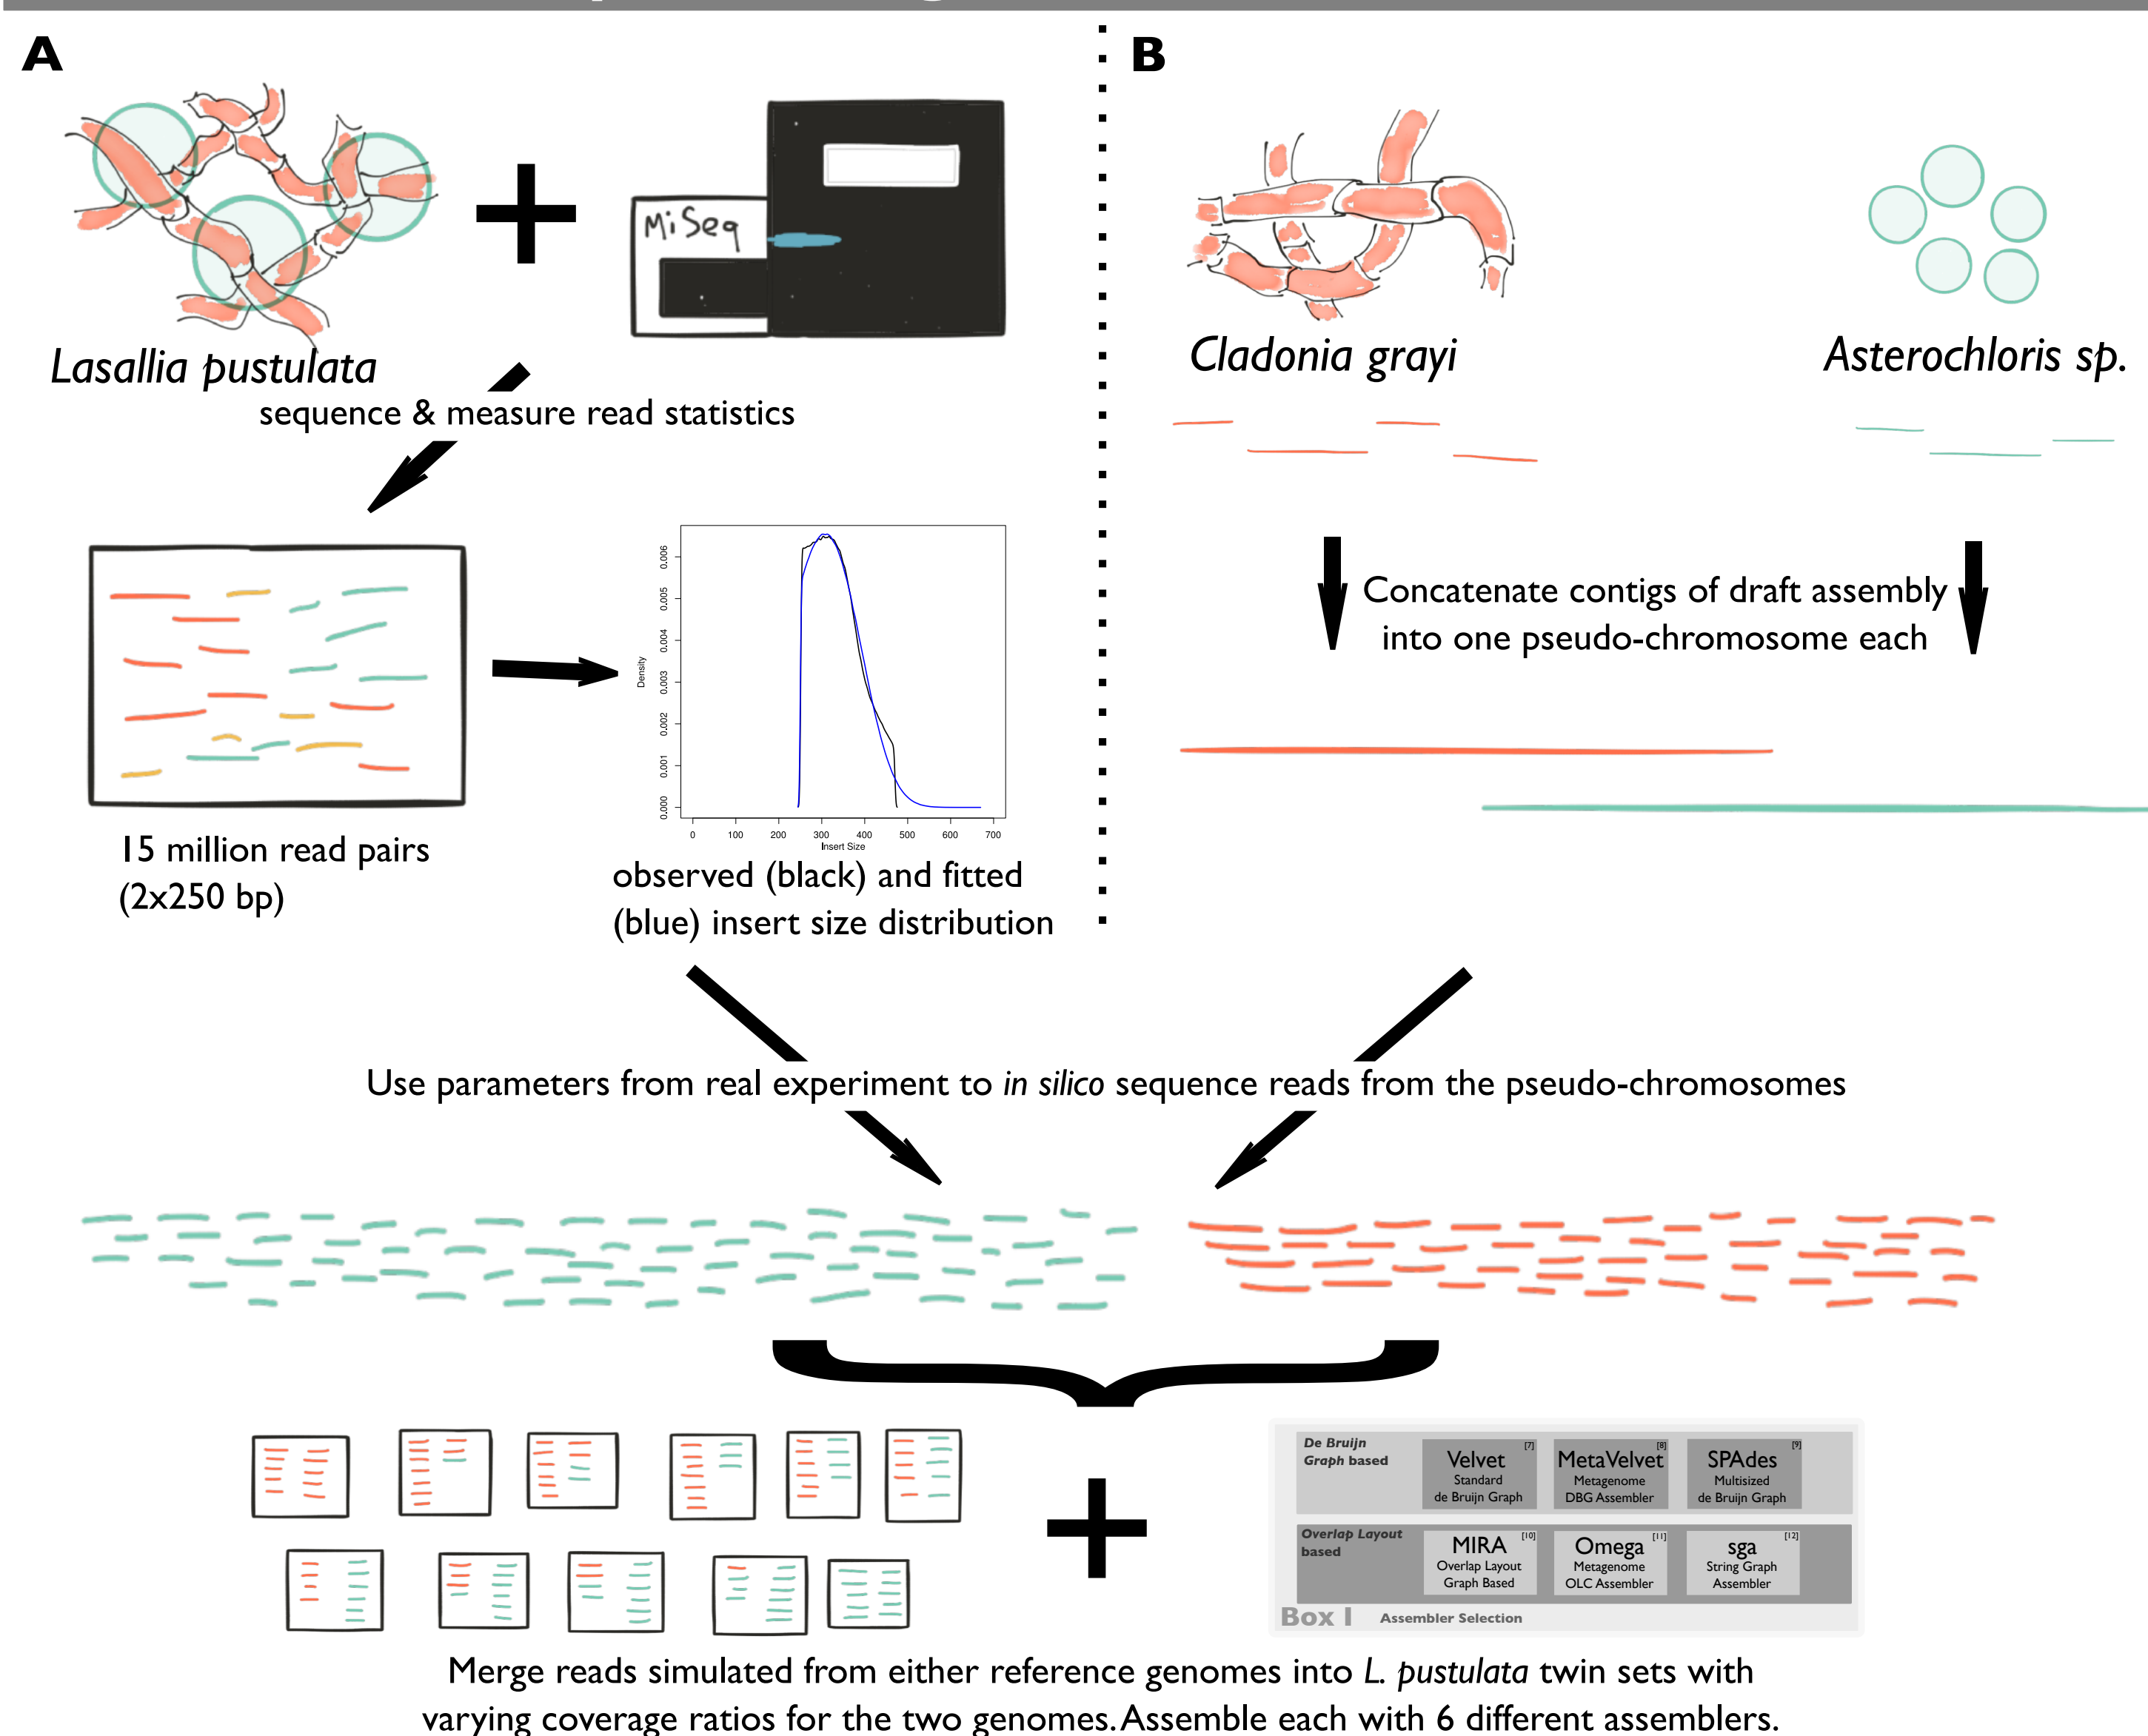 A
B
MiSeq
Lasallia pustulata
Cladonia grayi
Asterochloris sp.
sequence & measure read statistics
Concatenate contigs of draft assembly
into one pseudo-chromosome each
0.006
0.005
0.004
0.003
0.002
0.001
0.000
Density
0 100 200 300 400 500 600 700
Insert Size
15 million read pairs
(2x250 bp)
observed (black) and fitted
(blue) insert size distribution
Use parameters from real experiment to in silico sequence reads from the pseudo-chromosomes
De Bruijn
Graph based
Velvet [7]
Standard
de Bruijn Graph
MetaVelvet [8]
Metagenome
DBG Assembler
SPAdes [9]
Multisized
de Bruijn Graph
Overlap Layout
based
MIRA [10]
Overlap Layout
Graph Based
Omega [11]
Metagenome
OLC Assembler
sga [12]
String Graph
Assembler
Box 1 Assembler Selection
Merge reads simulated from either reference genomes into L. pustulata twin sets with
varying coverage ratios for the two genomes. Assemble each with 6 different assemblers.